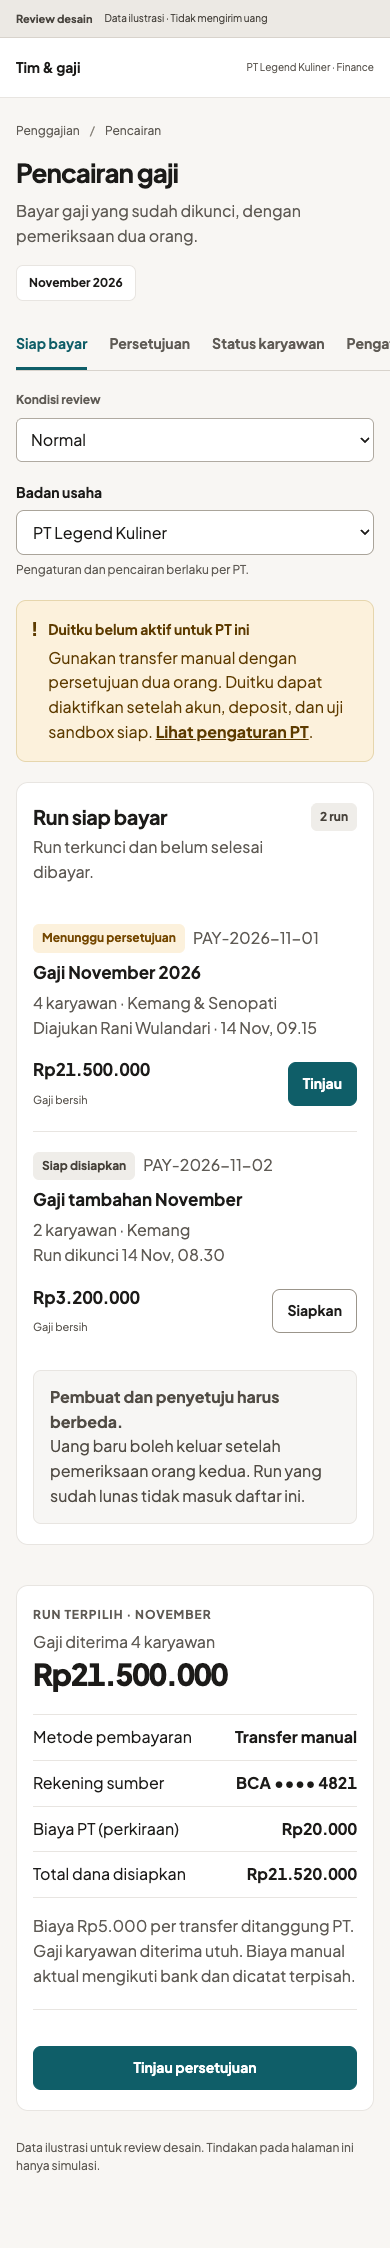 Review desain Data ilustrasi · Tidak mengirim uang
Tim & gaji PT Legend Kuliner · Finance
Penggajian / Pencairan
Pencairan gaji
Bayar gaji yang sudah dikunci, dengan
pemeriksaan dua orang.
November 2026
Siap bayar Persetujuan Status karyawan Penga
Kondisi review
Normal
Badan usaha
PT Legend Kuliner
Pengaturan dan pencairan berlaku per PT.
! Duitku belum aktif untuk PT ini
Gunakan transfer manual dengan
persetujuan dua orang. Duitku dapat
diaktifkan setelah akun, deposit, dan uji
sandbox siap. Lihat pengaturan PT.
Run siap bayar 2 run
Run terkunci dan belum selesai
dibayar.
Menunggu persetujuan PAY-2026-11-01
Gaji November 2026
4 karyawan · Kemang & Senopati
Diajukan Rani Wulandari · 14 Nov, 09.15
Rp21.500.000
Gaji bersih
Tinjau
Siap disiapkan PAY-2026-11-02
Gaji tambahan November
2 karyawan · Kemang
Run dikunci 14 Nov, 08.30
Rp3.200.000
Gaji bersih
Siapkan
Pembuat dan penyetuju harus
berbeda.
Uang baru boleh keluar setelah
pemeriksaan orang kedua. Run yang
sudah lunas tidak masuk daftar ini.
RUN TERPILIH · NOVEMBER
Gaji diterima 4 karyawan
Rp21.500.000
Metode pembayaran Transfer manual
Rekening sumber BCA •••• 4821
Biaya PT (perkiraan) Rp20.000
Total dana disiapkan Rp21.520.000
Biaya Rp5.000 per transfer ditanggung PT.
Gaji karyawan diterima utuh. Biaya manual
aktual mengikuti bank dan dicatat terpisah.
Tinjau persetujuan
Data ilustrasi untuk review desain. Tindakan pada halaman ini
hanya simulasi.